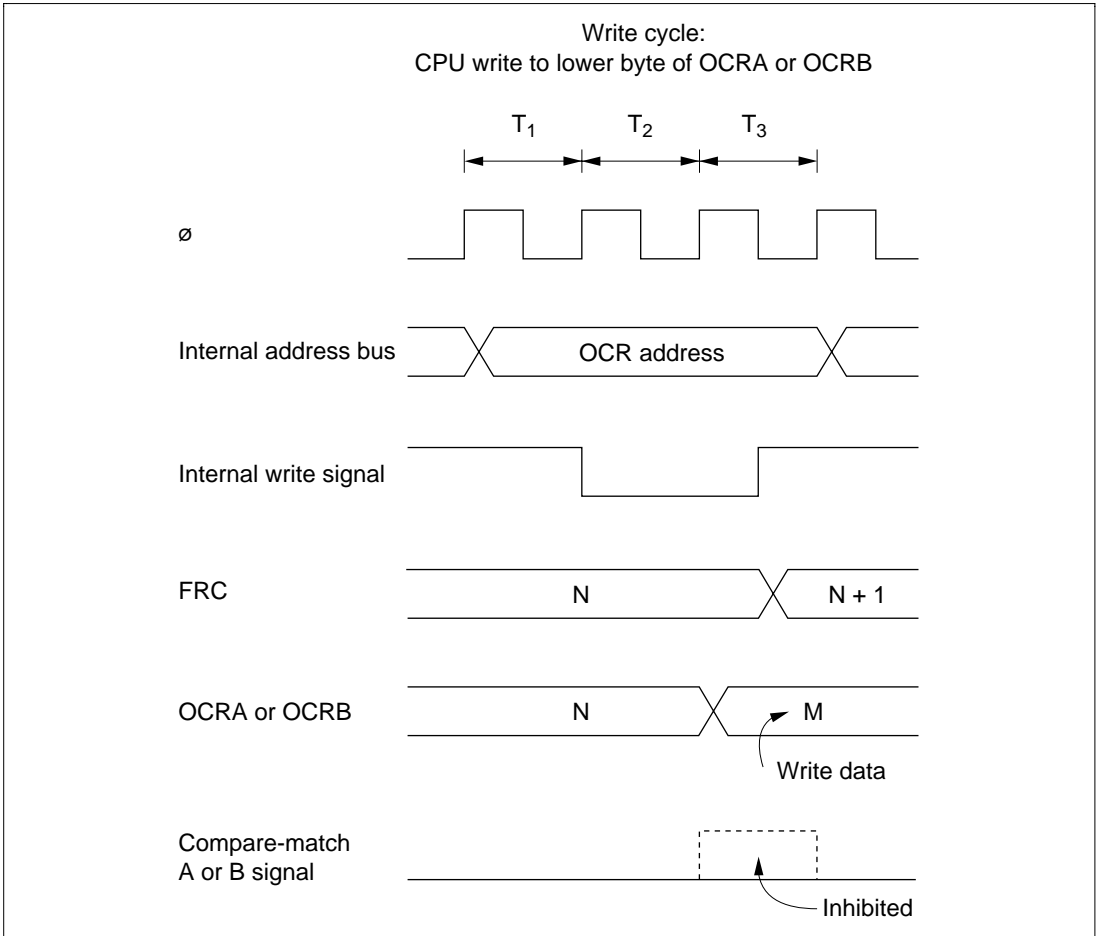 Write cycle:
CPU write to lower byte of OCRA or OCRB
T1 T2 T3
ø
Internal address bus OCR address
Internal write signal
FRC N N + 1
OCRA or OCRB N M
Write data
Compare-match
A or B signal
Inhibited